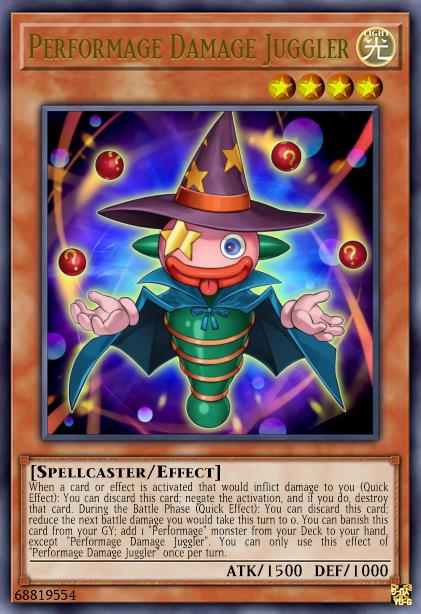 PERFORMAGE DAMAGE JUGGLER
LIGHT
光
?
?
?
?
[SPELLCASTER/EFFECT]
When a card or effect is activated that would inflict damage to you (Quick
Effect): You can discard this card; negate the activation, and if you do, destroy
that card. During the Battle Phase (Quick Effect): You can discard this card;
reduce the next battle damage you would take this turn to 0. You can banish this
card from your GY; add 1 "Performage" monster from your Deck to your hand,
except "Performage Damage Juggler". You can only use this effect of
"Performage Damage Juggler" once per turn.
ATK/1500 DEF/1000
68819554